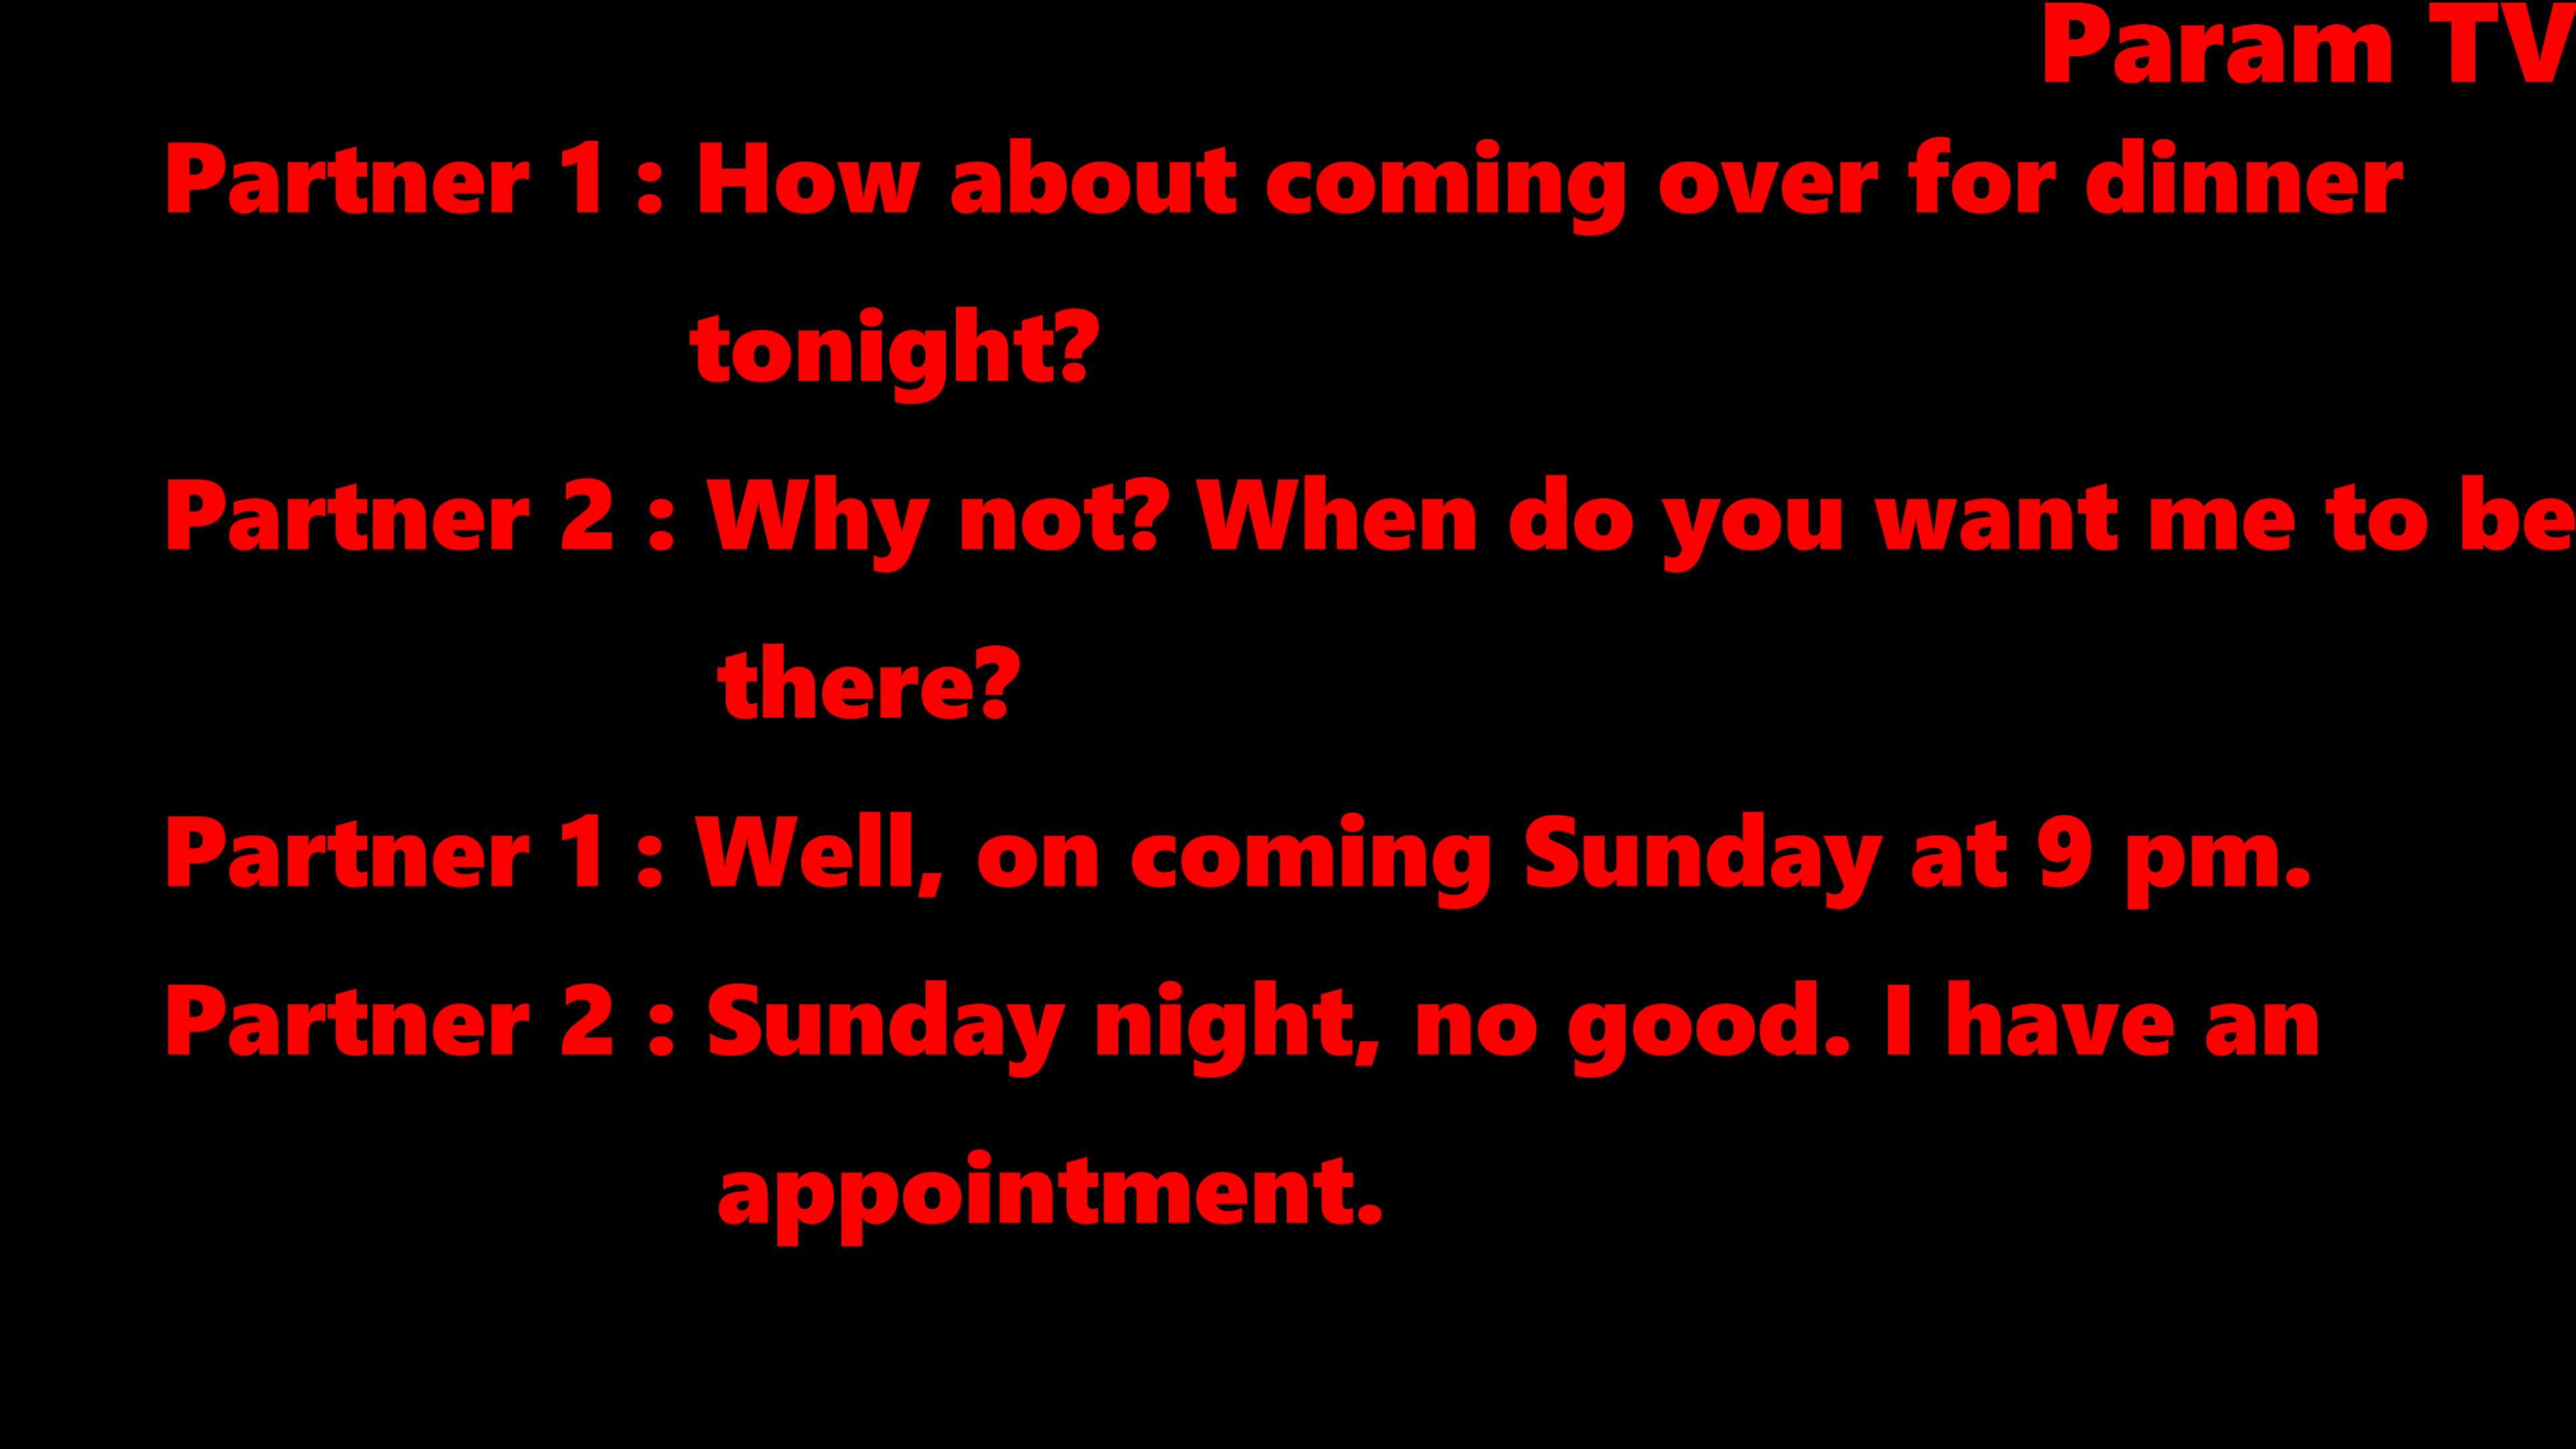 Param TV
Partner 1 : How about coming over for dinner
tonight?
Partner 2 : Why not? When do you want me to be
there?
Partner 1 : Well, on coming Sunday at 9 pm.
Partner 2 : Sunday night, no good. I have an
appointment.